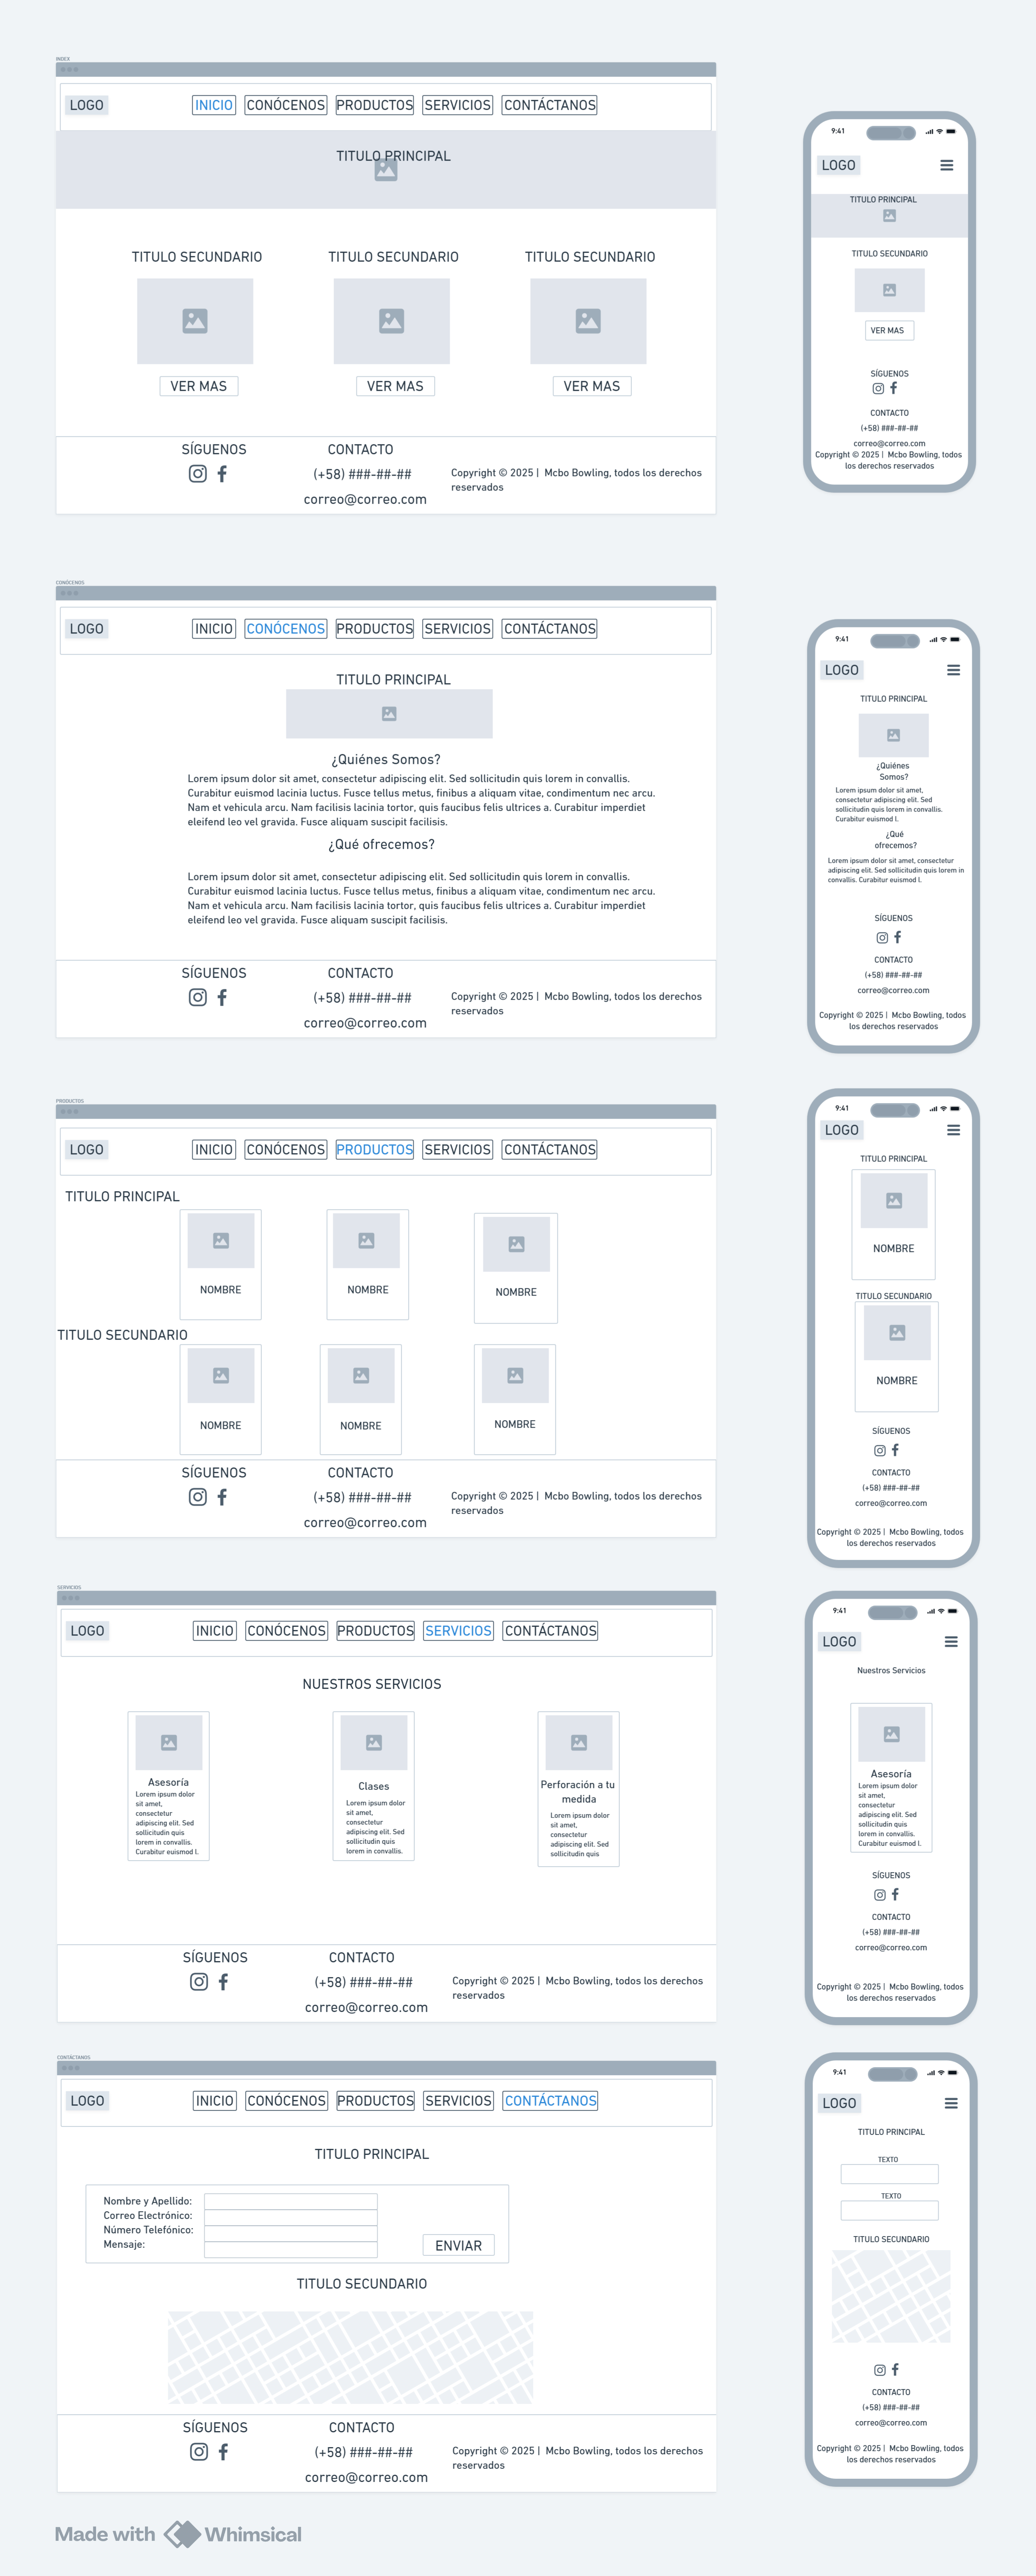 INDEX
LOGO INICIO CONÓCENOS PRODUCTOS SERVICIOS CONTÁCTANOS
TITULO PRINCIPAL
TITULO SECUNDARIO TITULO SECUNDARIO TITULO SECUNDARIO
VER MAS VER MAS VER MAS
SÍGUENOS CONTACTO
(+58) ###-##-##
correo@correo.com
Copyright © 2025 | Mcbo Bowling, todos los derechos
reservados
9:41
LOGO
TITULO PRINCIPAL
TITULO SECUNDARIO
VER MAS
SÍGUENOS
CONTACTO
(+58) ###-##-##
correo@correo.com
Copyright © 2025 | Mcbo Bowling, todos
los derechos reservados
CONÓCENOS
LOGO INICIO CONÓCENOS PRODUCTOS SERVICIOS CONTÁCTANOS
TITULO PRINCIPAL
¿Quiénes Somos?
Lorem ipsum dolor sit amet, consectetur adipiscing elit. Sed sollicitudin quis lorem in convallis.
Curabitur euismod lacinia luctus. Fusce tellus metus, finibus a aliquam vitae, condimentum nec arcu.
Nam et vehicula arcu. Nam facilisis lacinia tortor, quis faucibus felis ultrices a. Curabitur imperdiet
eleifend leo vel gravida. Fusce aliquam suscipit facilisis.
¿Qué ofrecemos?
Lorem ipsum dolor sit amet, consectetur adipiscing elit. Sed sollicitudin quis lorem in convallis.
Curabitur euismod lacinia luctus. Fusce tellus metus, finibus a aliquam vitae, condimentum nec arcu.
Nam et vehicula arcu. Nam facilisis lacinia tortor, quis faucibus felis ultrices a. Curabitur imperdiet
eleifend leo vel gravida. Fusce aliquam suscipit facilisis.
SÍGUENOS CONTACTO
(+58) ###-##-##
correo@correo.com
Copyright © 2025 | Mcbo Bowling, todos los derechos
reservados
9:41
LOGO
TITULO PRINCIPAL
¿Quiénes
Somos?
Lorem ipsum dolor sit amet,
consectetur adipiscing elit. Sed
sollicitudin quis lorem in convallis.
Curabitur euismod l.
¿Qué
ofrecemos?
Lorem ipsum dolor sit amet, consectetur
adipiscing elit. Sed sollicitudin quis lorem in
convallis. Curabitur euismod l.
SÍGUENOS
CONTACTO
(+58) ###-##-##
correo@correo.com
Copyright © 2025 | Mcbo Bowling, todos
los derechos reservados
PRODUCTOS
LOGO INICIO CONÓCENOS PRODUCTOS SERVICIOS CONTÁCTANOS
TITULO PRINCIPAL
NOMBRE NOMBRE NOMBRE
TITULO SECUNDARIO
NOMBRE NOMBRE NOMBRE
SÍGUENOS CONTACTO
(+58) ###-##-##
correo@correo.com
Copyright © 2025 | Mcbo Bowling, todos los derechos
reservados
9:41
LOGO
TITULO PRINCIPAL
NOMBRE
TITULO SECUNDARIO
NOMBRE
SÍGUENOS
CONTACTO
(+58) ###-##-##
correo@correo.com
Copyright © 2025 | Mcbo Bowling, todos
los derechos reservados
SERVICIOS
LOGO INICIO CONÓCENOS PRODUCTOS SERVICIOS CONTÁCTANOS
NUESTROS SERVICIOS
Asesoría
Lorem ipsum dolor
sit amet,
consectetur
adipiscing elit. Sed
sollicitudin quis
lorem in convallis.
Curabitur euismod l.
Clases
Lorem ipsum dolor
sit amet,
consectetur
adipiscing elit. Sed
sollicitudin quis
lorem in convallis.
Perforación a tu
medida
Lorem ipsum dolor
sit amet,
consectetur
adipiscing elit. Sed
sollicitudin quis
SÍGUENOS CONTACTO
(+58) ###-##-##
correo@correo.com
Copyright © 2025 | Mcbo Bowling, todos los derechos
reservados
9:41
LOGO
Nuestros Servicios
Asesoría
Lorem ipsum dolor
sit amet,
consectetur
adipiscing elit. Sed
sollicitudin quis
lorem in convallis.
Curabitur euismod l.
SÍGUENOS
CONTACTO
(+58) ###-##-##
correo@correo.com
Copyright © 2025 | Mcbo Bowling, todos
los derechos reservados
CONTÁCTANOS
LOGO INICIO CONÓCENOS PRODUCTOS SERVICIOS CONTÁCTANOS
TITULO PRINCIPAL
Nombre y Apellido:
Correo Electrónico:
Número Telefónico:
Mensaje:
ENVIAR
TITULO SECUNDARIO
SÍGUENOS CONTACTO
(+58) ###-##-##
correo@correo.com
Copyright © 2025 | Mcbo Bowling, todos los derechos
reservados
9:41
LOGO
TITULO PRINCIPAL
TEXTO
TEXTO
TITULO SECUNDARIO
CONTACTO
(+58) ###-##-##
correo@correo.com
Copyright © 2025 | Mcbo Bowling, todos
los derechos reservados
Made with Whimsical